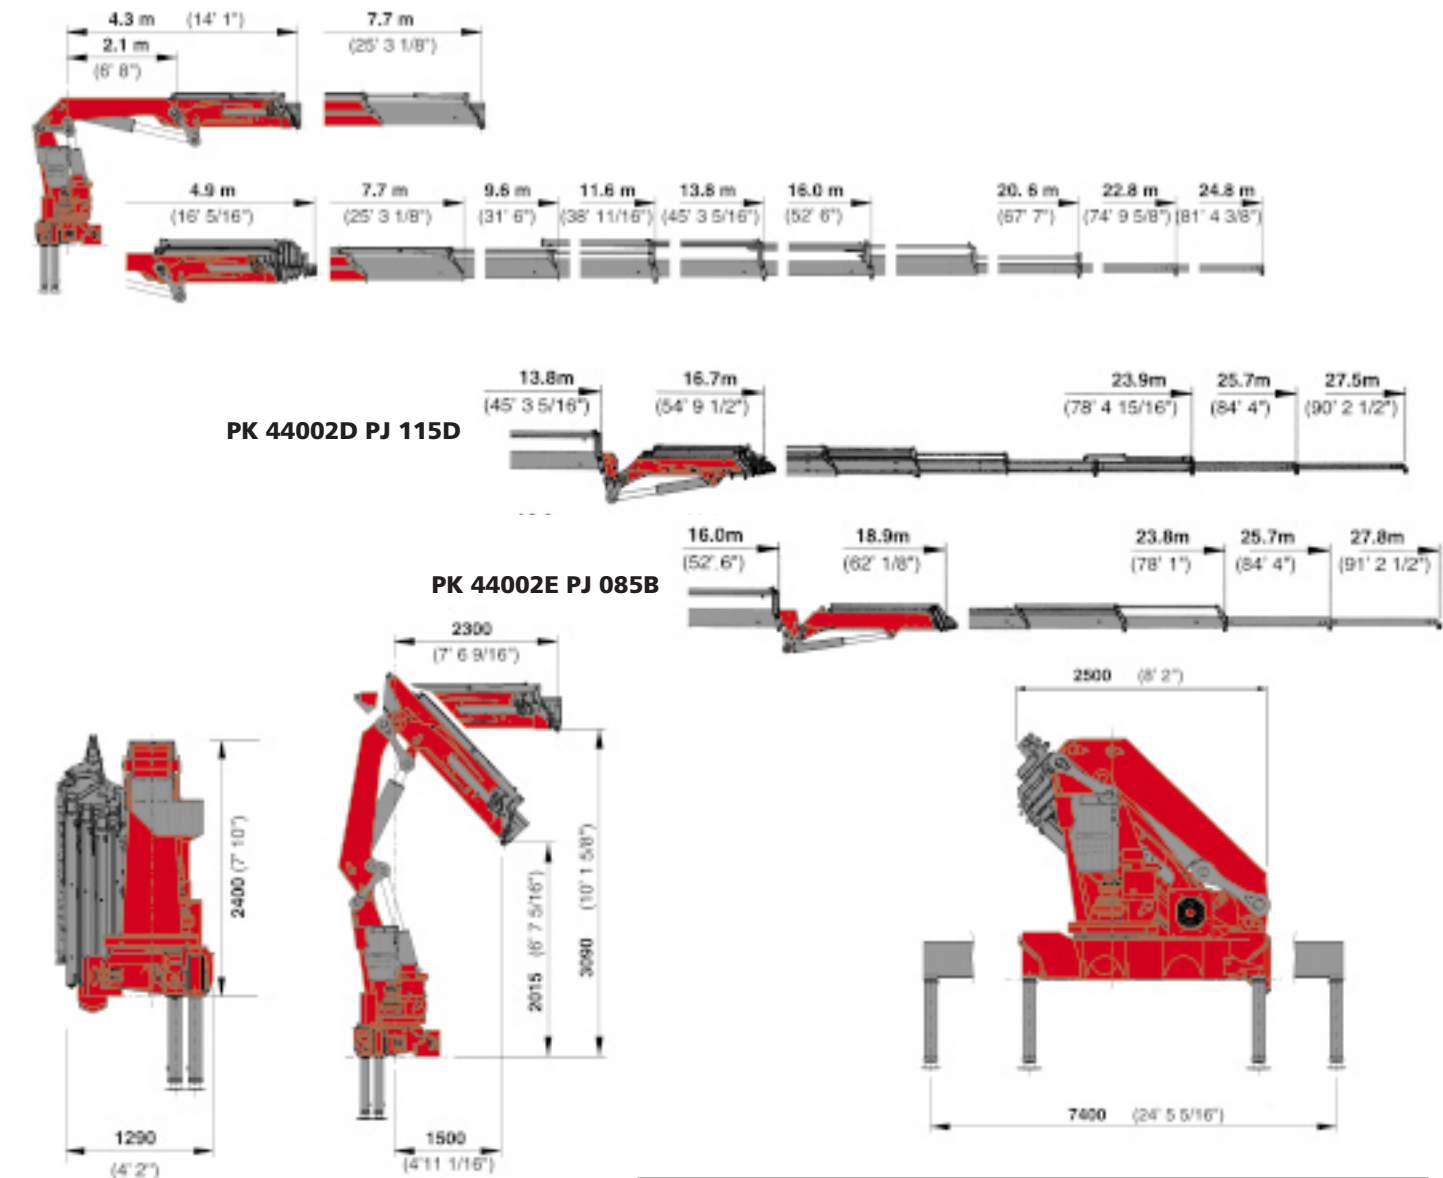 4.3 m (14' 1") 7.7 m
2.1 m (25' 3 1/8")
(6' 8")
4.9 m 7.7 m 9.6 m 11.6 m 13.8 m 16.0 m 20. 6 m 22.8 m 24.8 m
(16' 5/16") (25' 3 1/8") (31' 6") (38' 11/16") (45' 3 5/16") (52' 6") (67' 7") (74' 9 5/8") (81' 4 3/8")
13.8m 16.7m 23.9m 25.7m 27.5m
(45' 3 5/16") (54' 9 1/2") (78' 4 15/16") (84' 4") (90' 2 1/2")
PK 44002D PJ 115D
16.0m 18.9m 23.8m 25.7m 27.8m
(52' 6") (62' 1/8") (78' 1") (84' 4") (91' 2 1/2")
PK 44002E PJ 085B
2300
(7' 6 9/16")
2500 (8' 2")
2400 (7' 10")
2015 (6' 7 5/16")
3090 (10' 1 5/8")
1290
(4' 2")
1500
(4'11 1/16")
7400 (24' 5 5/16")